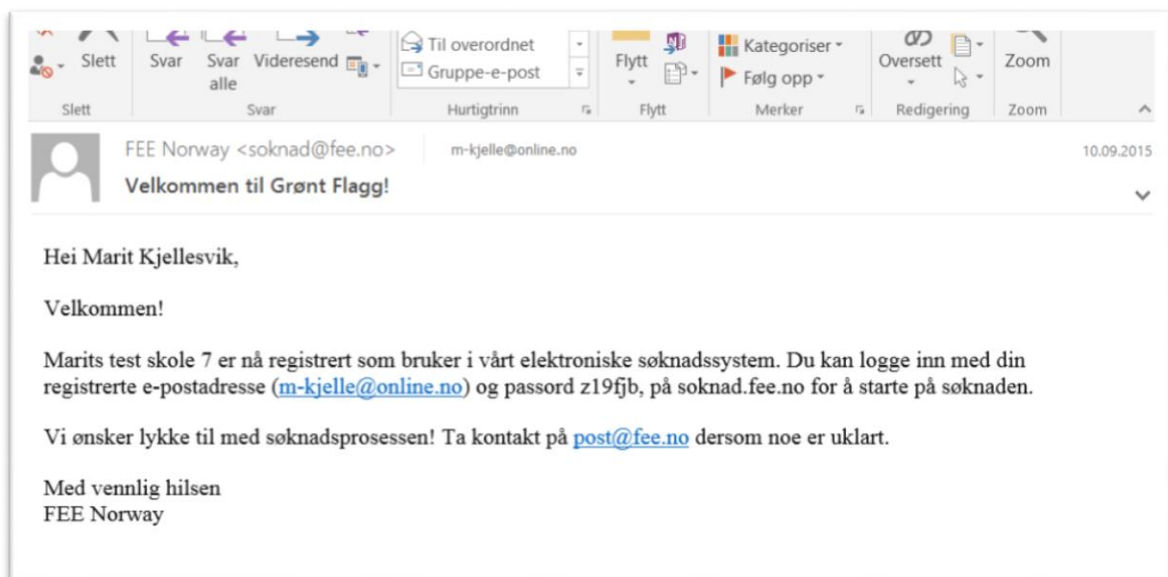 Slett Svar Svar Videresend Til overordnet Flytt Kategoriser Oversett Zoom
alle Gruppe-e-post Følg opp
Slett Svar Hurtigtrinn Flytt Merker Redigering Zoom
FEE Norway <soknad@fee.no> m-kjelle@online.no 10.09.2015
Velkommen til Grønt Flagg!
Hei Marit Kjellesvik,
Velkommen!
Marits test skole 7 er nå registrert som bruker i vårt elektroniske søknadssystem. Du kan logge inn med din
registrerte e-postadresse (m-kjelle@online.no) og passord z19fjb, på soknad.fee.no for å starte på søknaden.
Vi ønsker lykke til med søknadsprosessen! Ta kontakt på post@fee.no dersom noe er uklart.
Med vennlig hilsen
FEE Norway